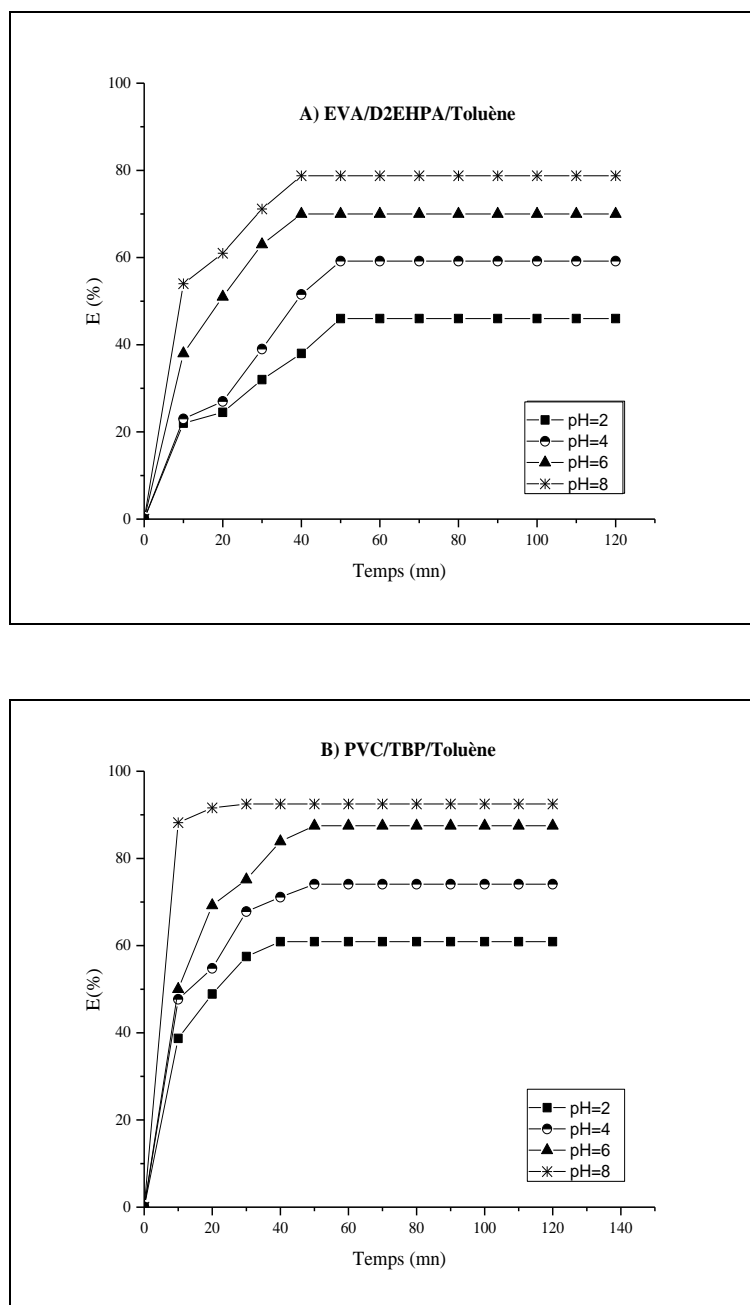 A) EVA/D2EHPA/Toluène
100
80
60
40
20
0
E (%)
pH=2
pH=4
pH=6
pH=8
0 20 40 60 80 100 120
Temps (mn)
B) PVC/TBP/Toluène
100
80
60
40
20
0
E(%)
pH=2
pH=4
pH=6
pH=8
0 20 40 60 80 100 120 140
Temps (mn)